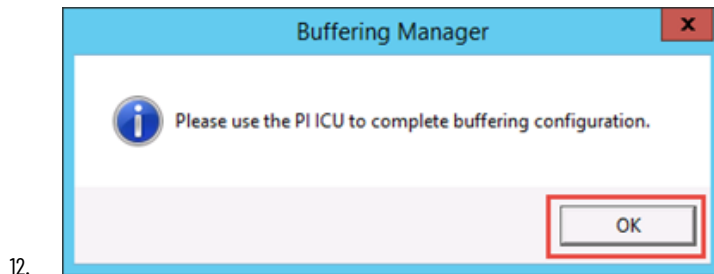 Buffering Manager
x
Please use the PI ICU to complete buffering configuration.
OK
12.